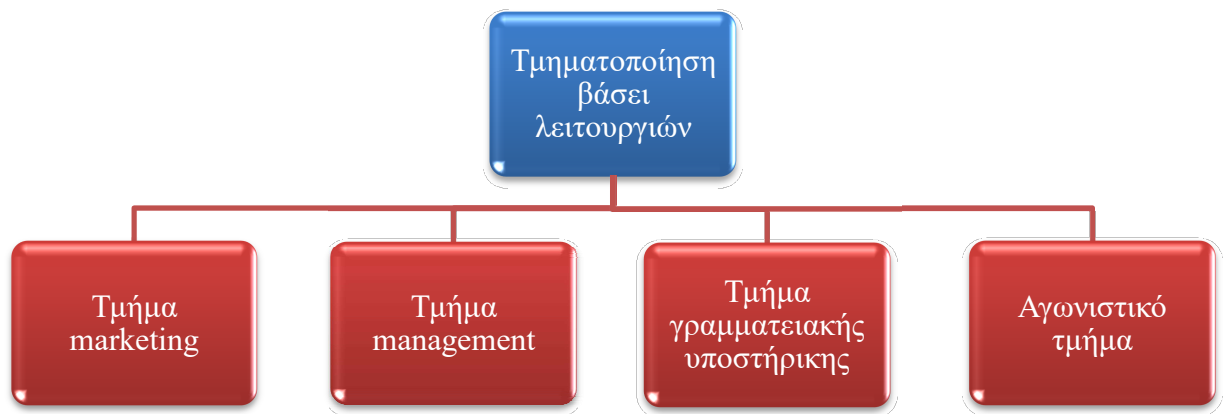 Τμηματοποίηση
βάσει
λειτουργιών
Τμήμα
marketing
Τμήμα
management
Τμήμα
γραμματειακής
υποστήρικης
Αγωνιστικό
τμήμα